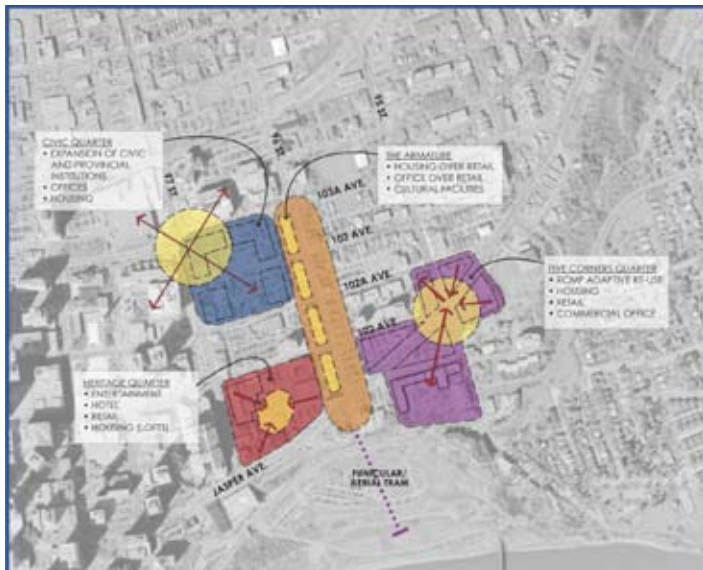 CIVIC QUARTER
• EXPANSION OF CIVIC
AND PROVINCIAL
INSTITUTIONS
• OFFICES
• HOUSING
97 ST.
96 ST.
95 ST.
THE ARMATURE
• HOUSING OVER RETAIL
• OFFICE OVER RETAIL
• CULTURAL FACILITIES
103A AVE.
103 AVE.
102A AVE.
102 AVE.
FIVE CORNERS QUARTER
• RCMP ADAPTIVE RE-USE
• HOUSING
• RETAIL
• COMMERCIAL OFFICE
HERITAGE QUARTER
• ENTERTAINMENT
• HOTEL
• RETAIL
• HOUSING (LOFTS)
JASPER AVE.
FUNICULAR/
AERIAL TRAM